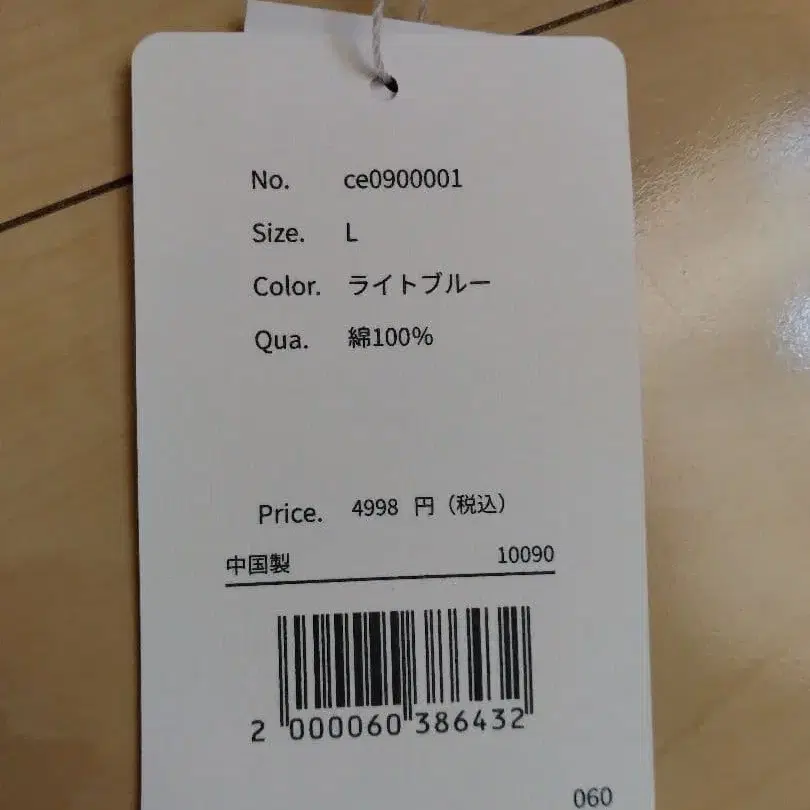 No. ce0900001
Size. L
Color. ライトブルー
Qua. 綿100%
Price. 4998 円（税込）
中国製 10090
2 000060 386432
060